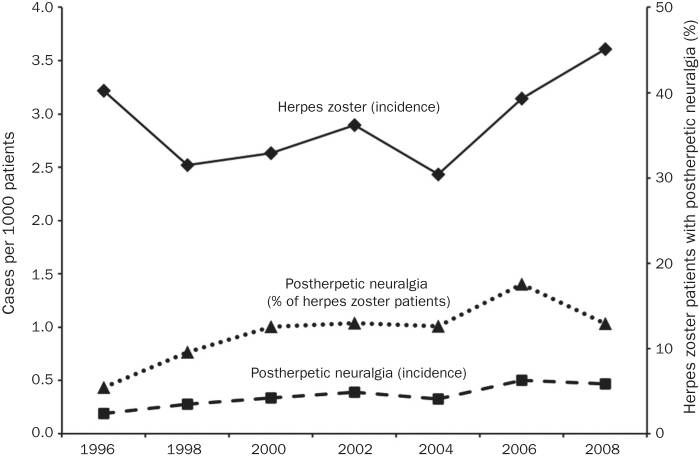 4.0
3.5
3.0
2.5
2.0
1.5
1.0
0.5
0.0
Cases per 1000 patients
50
40
30
20
10
0
Herpes zoster patients with postherpetic neuralgia (%)
Herpes zoster (incidence)
Postherpetic neuralgia
(% of herpes zoster patients)
Postherpetic neuralgia (incidence)
1996 1998 2000 2002 2004 2006 2008